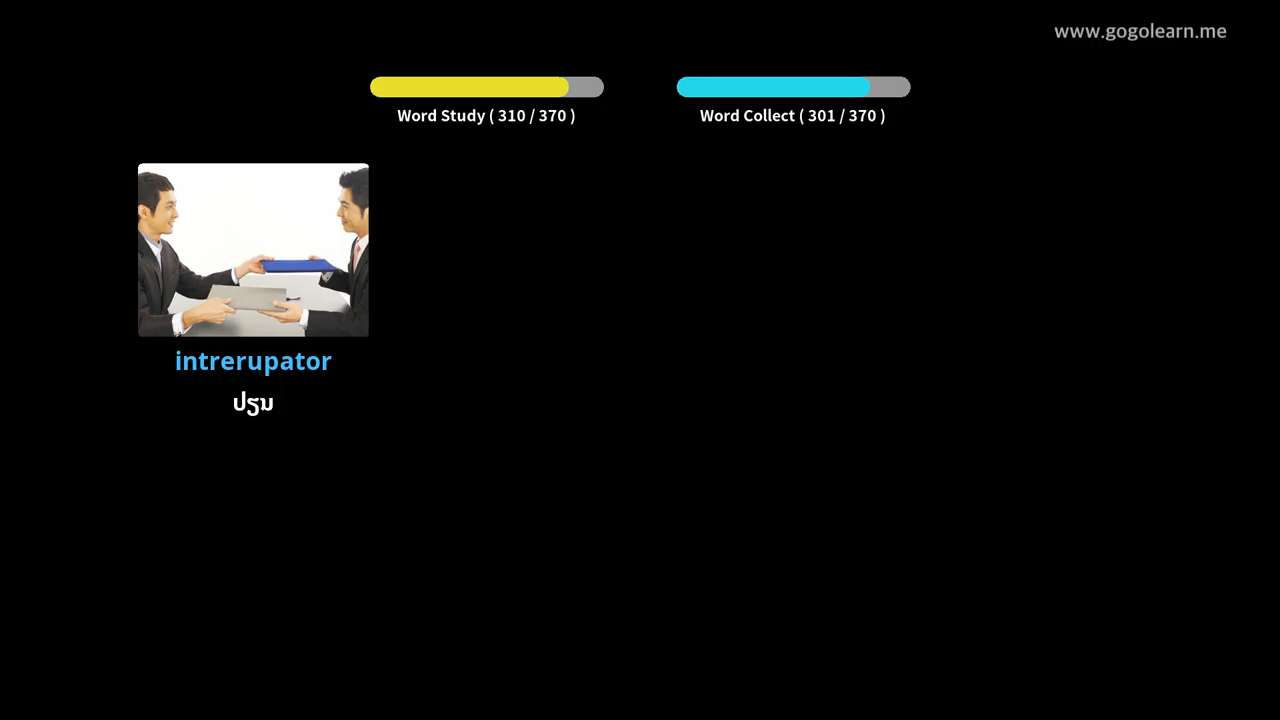 www.gogolearn.me
Word Study ( 310 / 370 )
Word Collect ( 301 / 370 )
intrerupator
ປ່ຽນ